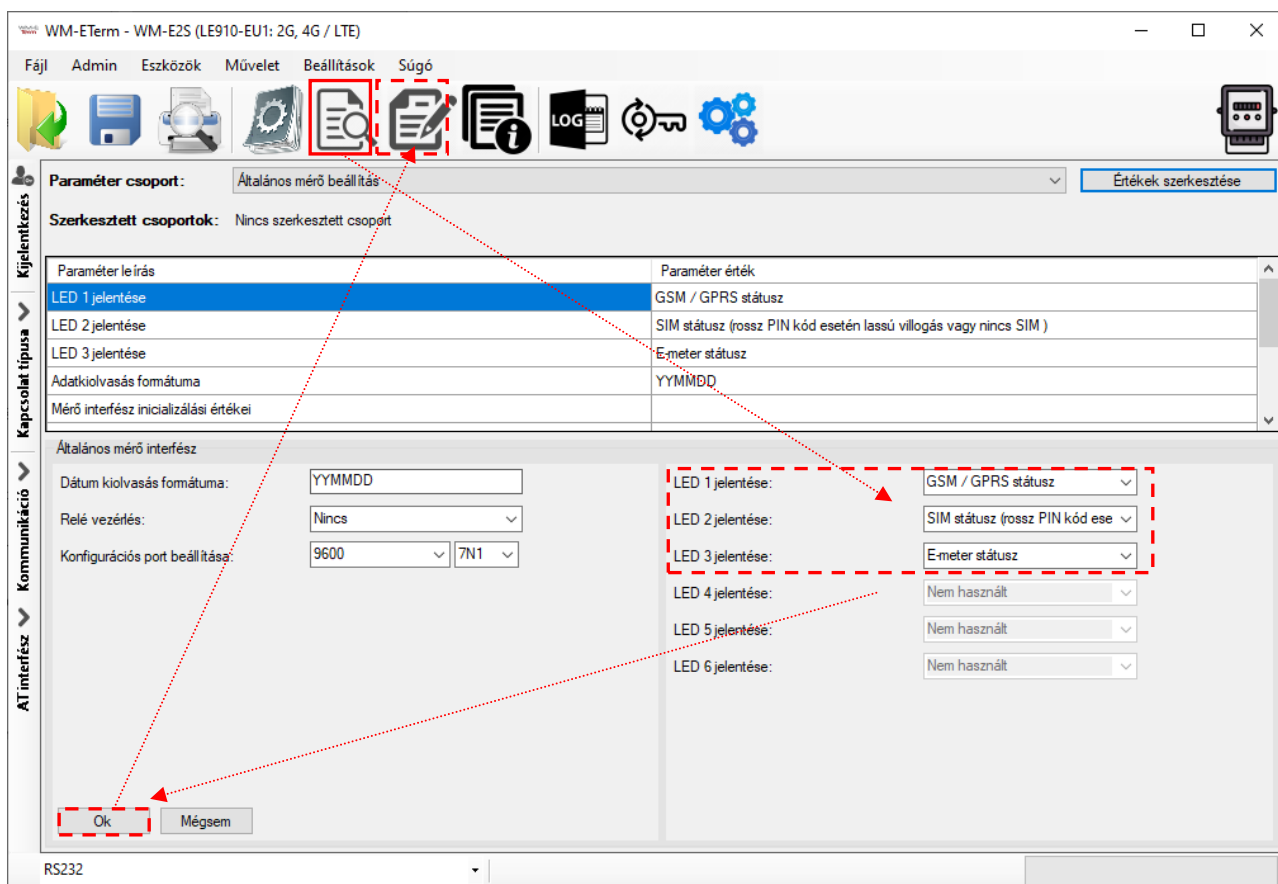 WM-ETerm - WM-E2S (LE910-EU1: 2G, 4G / LTE)
Fájl Admin Eszközök Művelet Beállítások Súgó
LOG
Kijelentkezés
Kapcsolat típusa
Kommunikáció
AT interfész
Paraméter csoport: Általános mérő beállítás Értékek szerkesztése
Szerkesztett csoportok: Nincs szerkesztett csoport
Paraméter leírás Paraméter érték
LED 1 jelentése GSM / GPRS státusz
LED 2 jelentése SIM státusz (rossz PIN kód esetén lassú villogás vagy nincs SIM )
LED 3 jelentése E-meter státusz
Adatkiolvasás formátuma YYMMDD
Mérő interfész inicializálási értékei
Általános mérő interfész
Dátum kiolvasás formátuma: YYMMDD LED 1 jelentése: GSM / GPRS státusz
Relé vezérlés: Nincs LED 2 jelentése: SIM státusz (rossz PIN kód ese
Konfigurációs port beállítása: 9600 7N1 LED 3 jelentése: E-meter státusz
LED 4 jelentése: Nem használt
LED 5 jelentése: Nem használt
LED 6 jelentése: Nem használt
Ok Mégsem
RS232